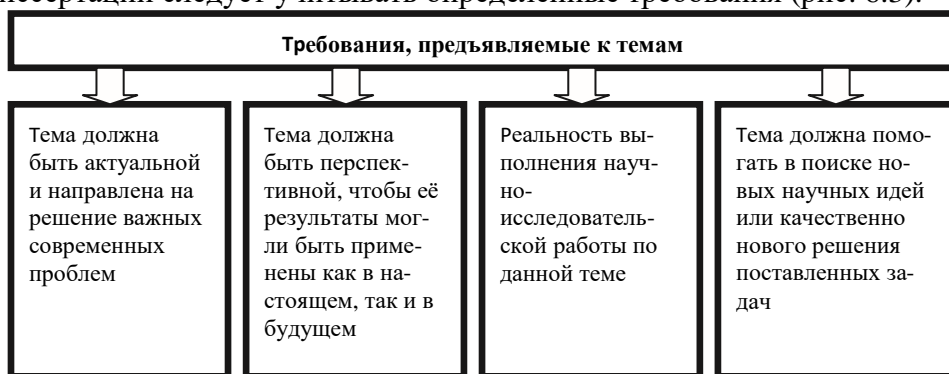 диссертации следует учитывать определенные требования (рис. 6.3).
Требования, предъявляемые к темам
Тема должна
быть актуальной
и направлена на
решение важных
современных
проблем
Тема должна
быть перспек-
тивной, чтобы её
результаты мог-
ли быть приме-
нены как в на-
стоящем, так и в
будущем
Реальность вы-
полнения науч-
но-
исследователь-
ской работы по
данной теме
Тема должна помо-
гать в поиске но-
вых научных идей
или качественно
нового решения
поставленных за-
дач